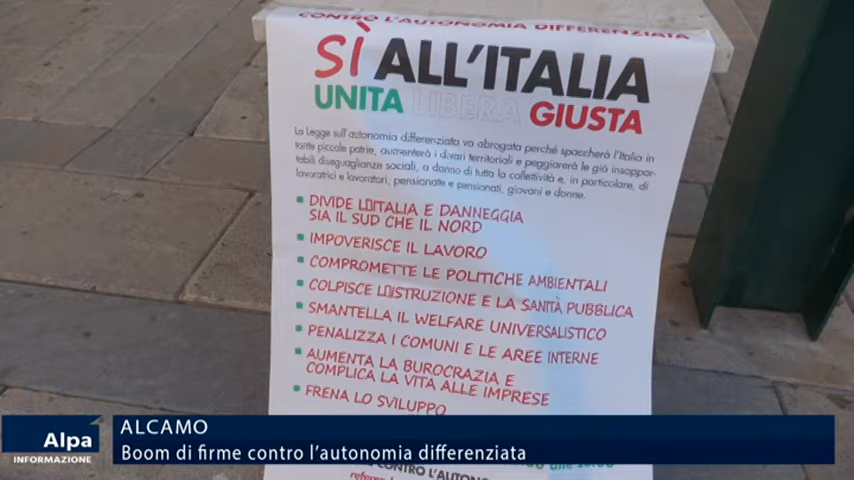 CONTRO L'AUTONOMIA DIFFERENZIATA
SÌ ALL'ITALIA
UNITA LIBERA GIUSTA
La Legge sull'autonomia differenziata va abrogata perché spaccherà l'Italia in
tante piccole patrie, aumenterà i divari territoriali e peggiorerà le già insoppor-
tabili diseguaglianze sociali, a danno di tutta la collettività e, in particolare, di
lavoratrici e lavoratori, pensionate e pensionati, giovani e donne.
DIVIDE L▯ITALIA E DANNEGGIA
SIA IL SUD CHE IL NORD
IMPOVERISCE IL LAVORO
COMPROMETTE LE POLITICHE AMBIENTALI
COLPISCE L▯ISTRUZIONE E LA SANITÀ PUBBLICA
SMANTELLA IL WELFARE UNIVERSALISTICO
PENALIZZA I COMUNI E LE AREE INTERNE
AUMENTA LA BUROCRAZIA E
COMPLICA LA VITA ALLE IMPRESE
FRENA LO SVILUPPO
Alpa
INFORMAZIONE
ALCAMO
Boom di firme contro l'autonomia differenziata
CONTRO L'AUTON